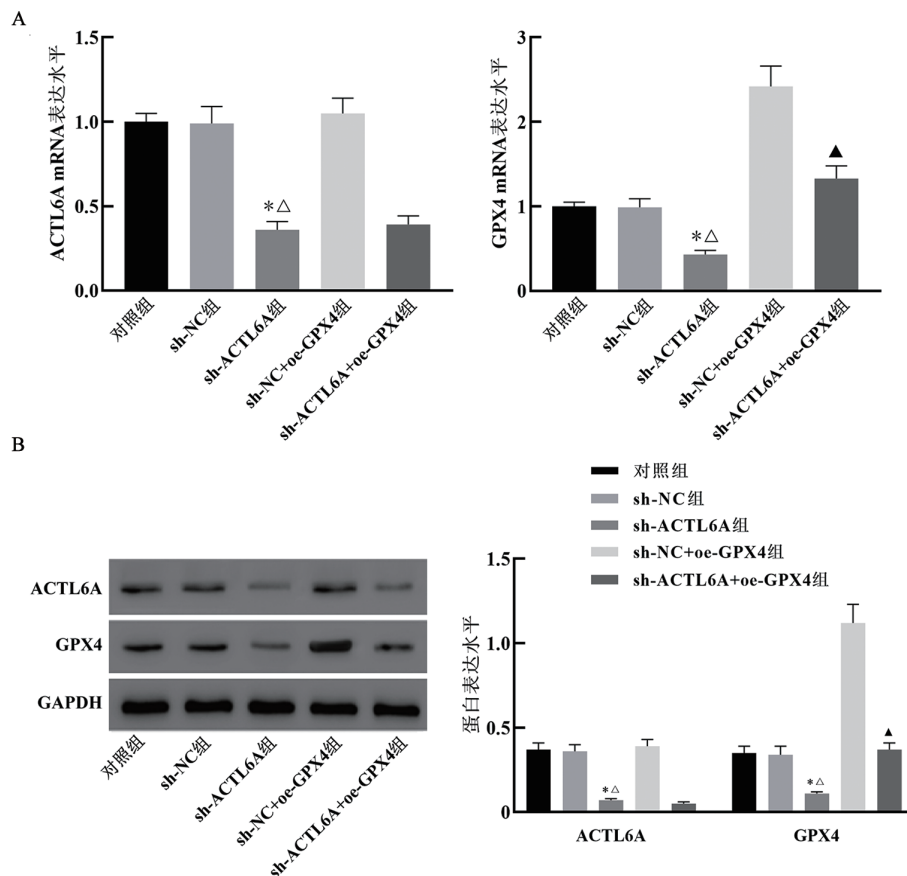 A
ACTL6A mRNA表达水平
1.5
1.0
0.5
0.0
*△
对照组
sh-NC组
sh-ACTL6A组
sh-NC+oe-GPX4组
sh-ACTL6A+oe-GPX4组
GPX4 mRNA表达水平
3
2
1
0
*△
▲
对照组
sh-NC组
sh-ACTL6A组
sh-NC+oe-GPX4组
sh-ACTL6A+oe-GPX4组
B
ACTL6A
GPX4
GAPDH
对照组
sh-NC组
sh-ACTL6A组
sh-NC+oe-GPX4组
sh-ACTL6A+oe-GPX4组
对照组
sh-NC组
sh-ACTL6A组
sh-NC+oe-GPX4组
sh-ACTL6A+oe-GPX4组
蛋白表达水平
1.5
1.0
0.5
0
*△
*△
▲
ACTL6A
GPX4